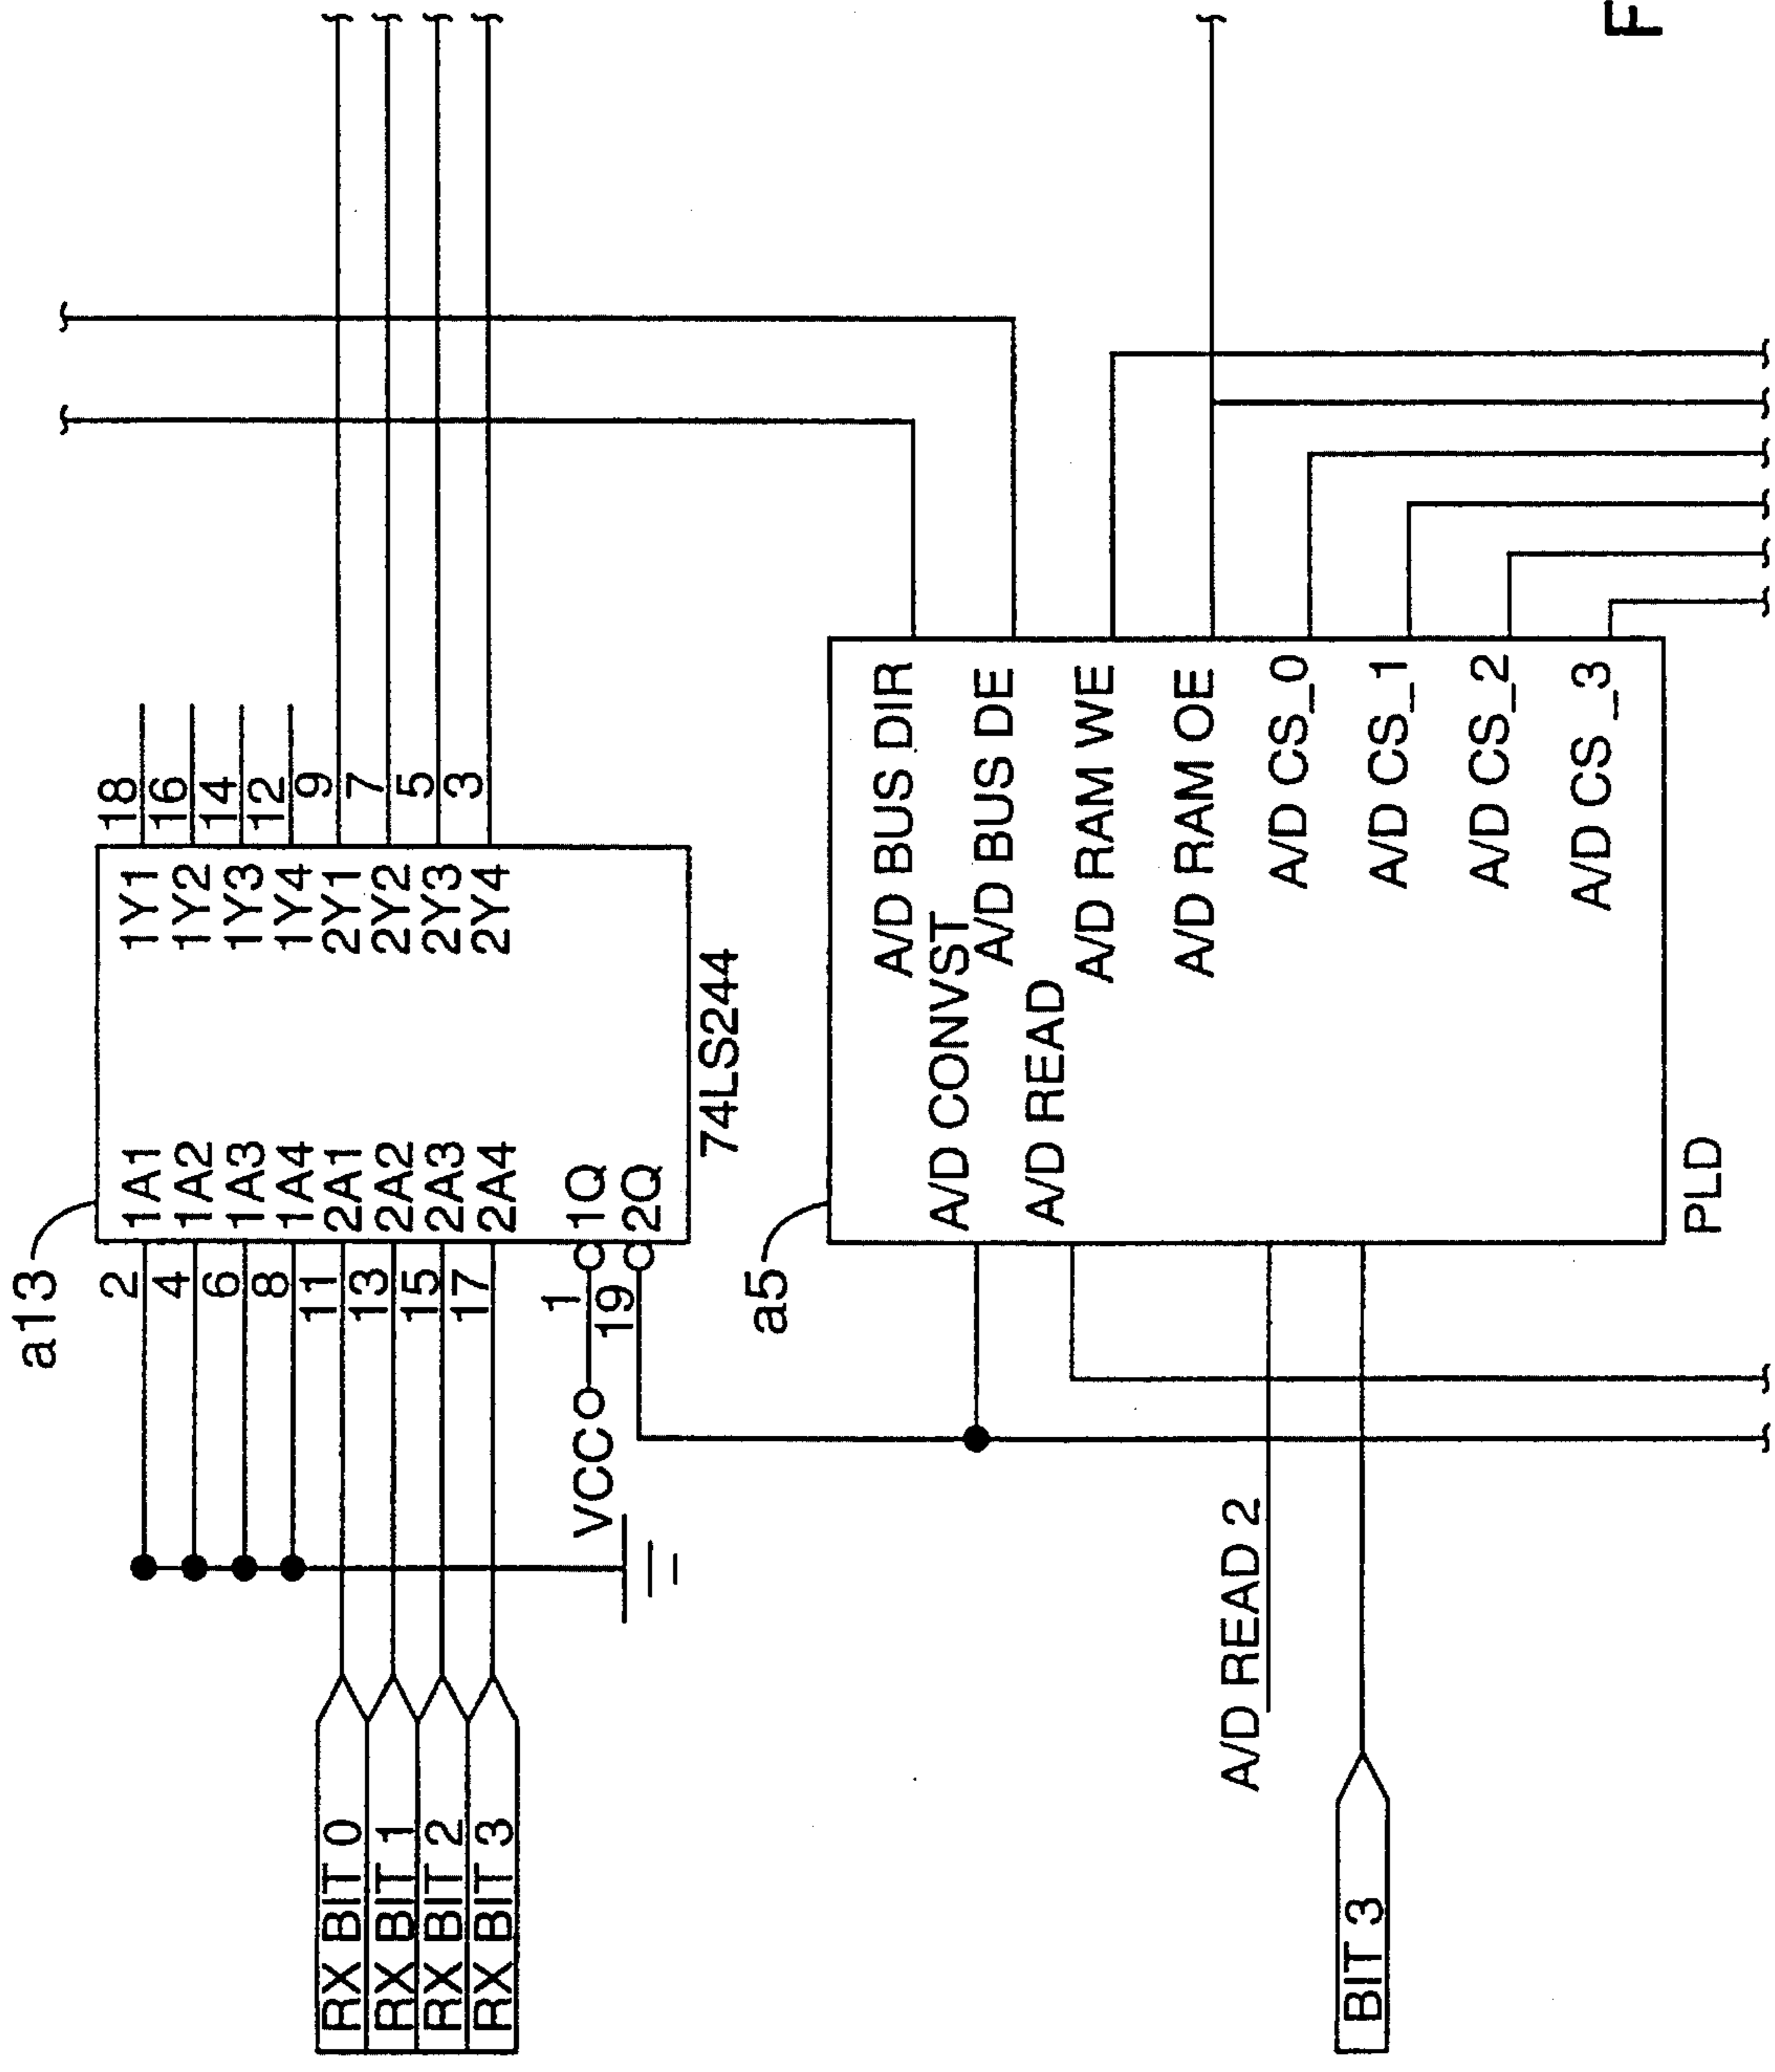 a13
2
4
6
8
11
13
15
17
1
19
1A1
1A2
1A3
1A4
2A1
2A2
2A3
2A4
1Q
2Q
1Y1
1Y2
1Y3
1Y4
2Y1
2Y2
2Y3
2Y4
18
16
14
12
9
7
5
3
74LS244
VCC
RX BIT 0
RX BIT 1
RX BIT 2
RX BIT 3
a5
A/D CONVST
A/D READ
A/D BUS DIR
A/D BUS DE
A/D RAM WE
A/D RAM OE
A/D CS_0
A/D CS_1
A/D CS_2
A/D CS_3
PLD
A/D READ 2
BIT 3
F